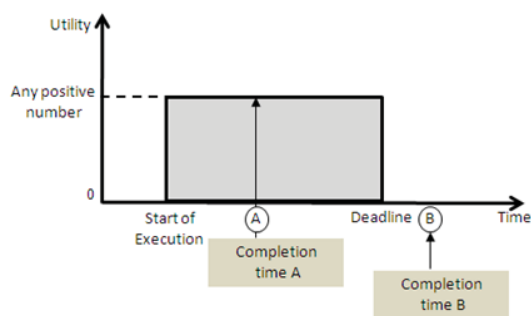 Utility
Any positive
number
0
Start of
Execution
A
Deadline
B
Time
Completion
time A
Completion
time B